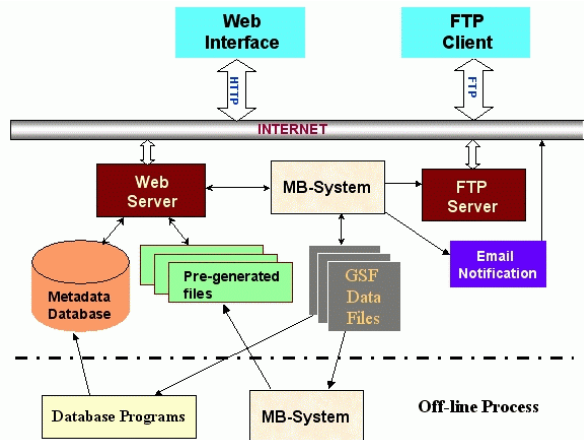 Web
Interface
FTP
Client
HTTP
FTP
INTERNET
Web
Server
MB-System
FTP
Server
Metadata
Database
Pre-generated
files
GSF
Data
Files
Email
Notification
Database Programs
MB-System
Off-line Process